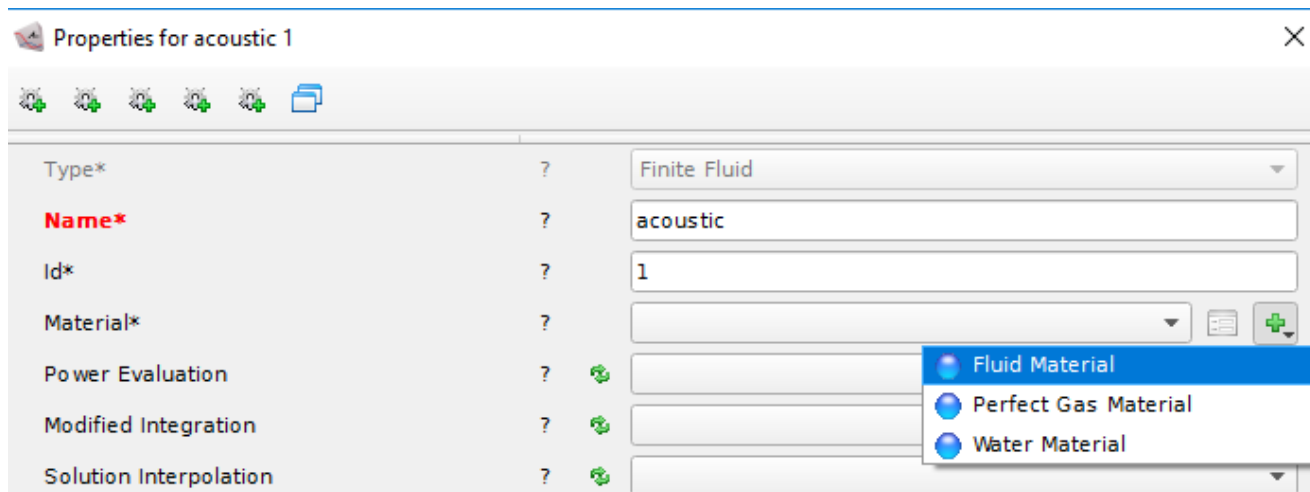 Properties for acoustic 1
Type* ? Finite Fluid
Name* ? acoustic
Id* ? 1
Material* ?
Power Evaluation ? Fluid Material
Perfect Gas Material
Modified Integration ?
Water Material
Solution Interpolation ?